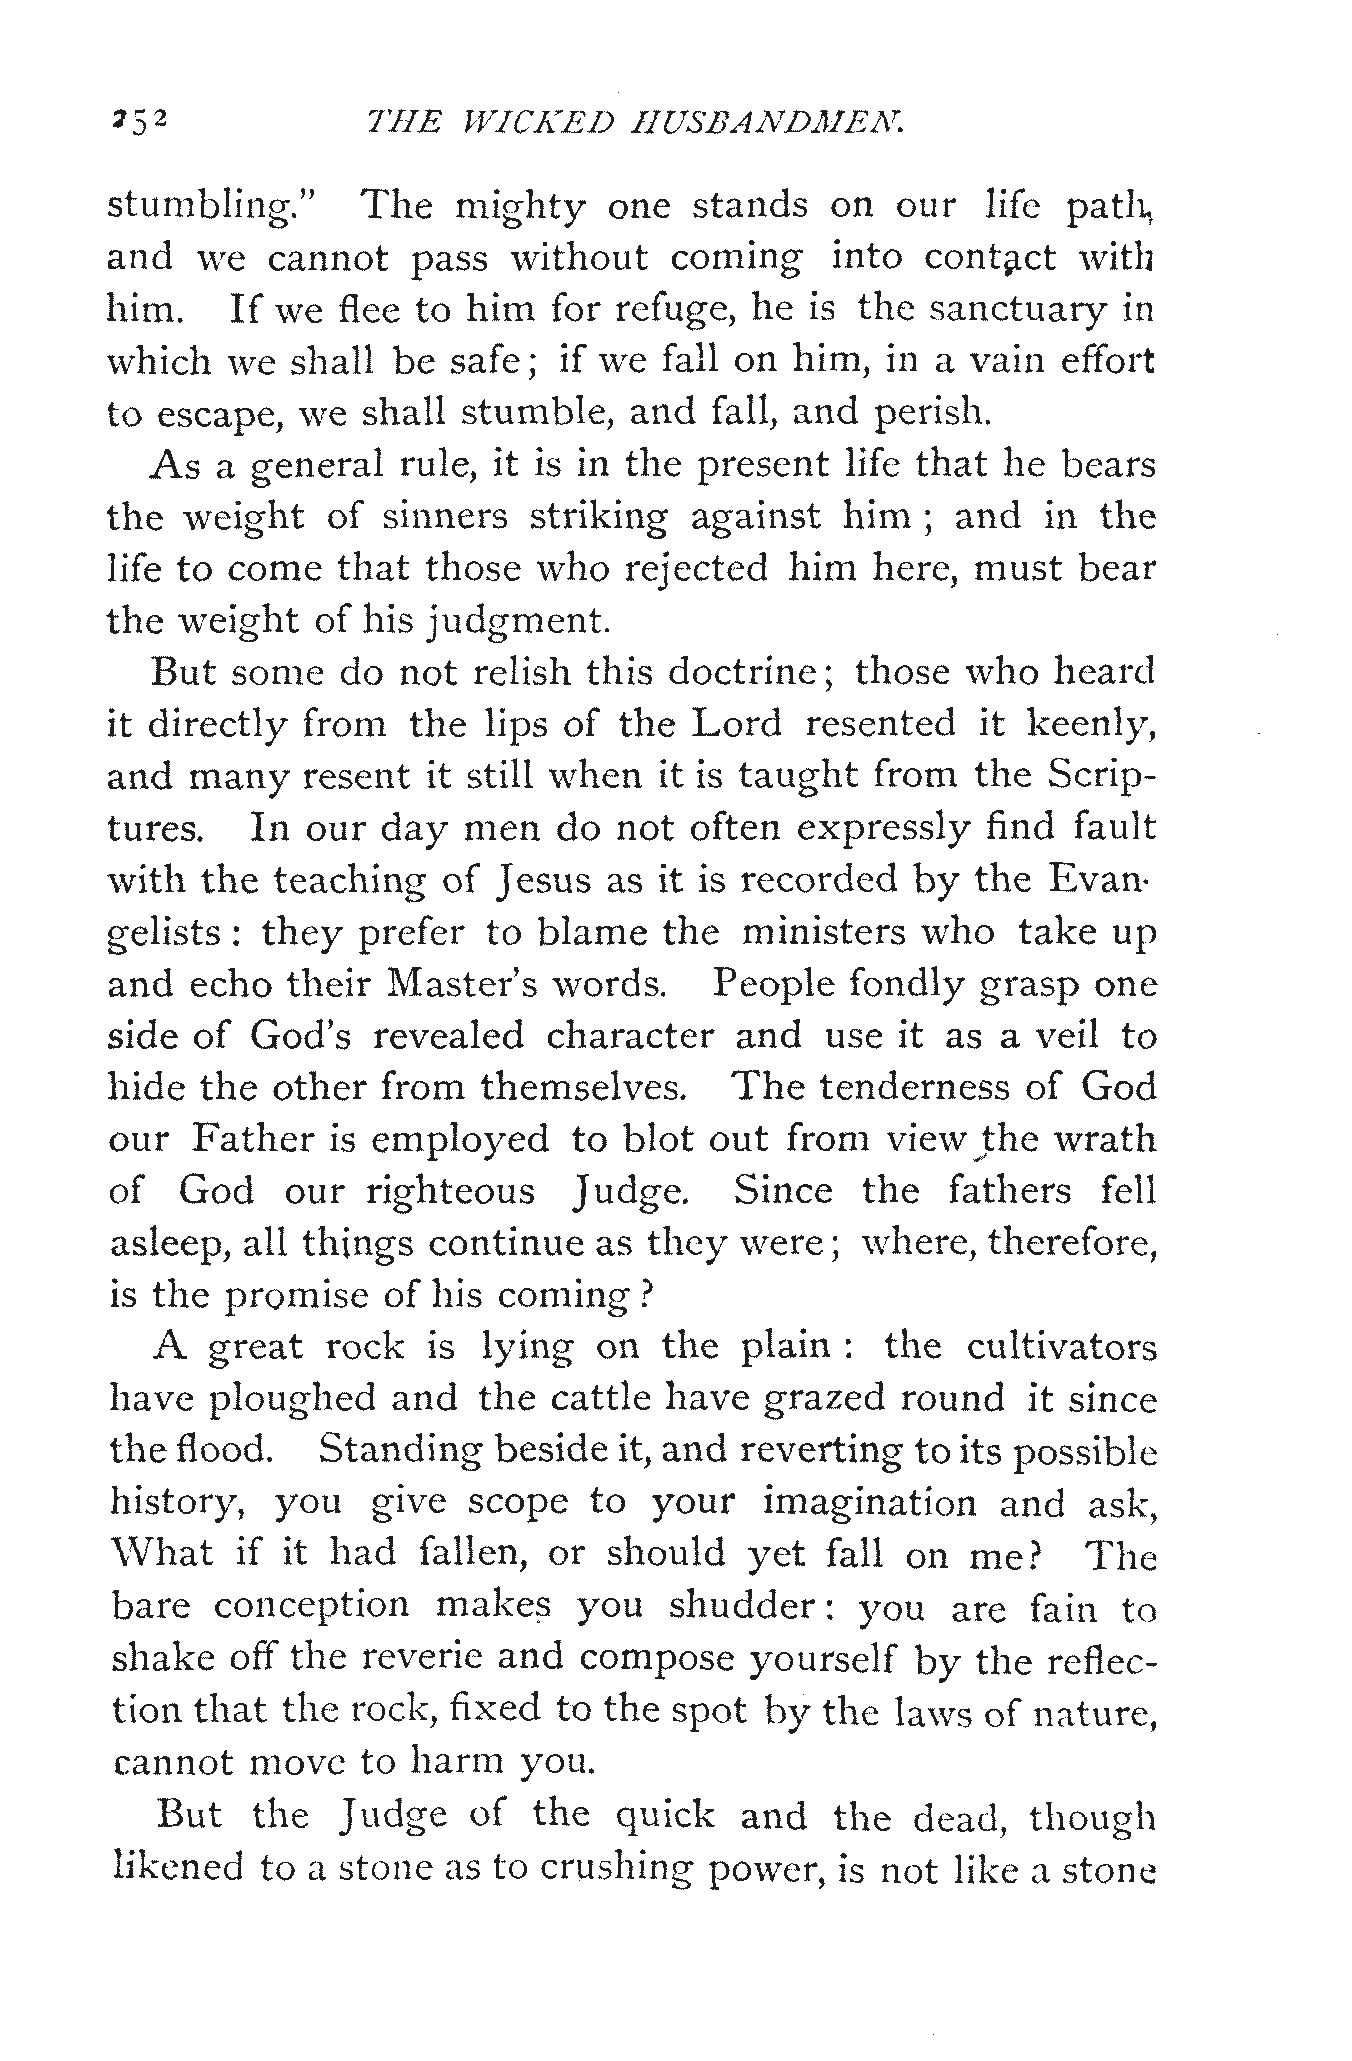 252 THE WICKED HUSBANDMEN.
stumbling." The mighty one stands on our life path,
and we cannot pass without coming into contact with
him. If we flee to him for refuge, he is the sanctuary in
which we shall be safe; if we fall on him, in a vain effort
to escape, we shall stumble, and fall, and perish.
As a general rule, it is in the present life that he bears
the weight of sinners striking against him; and in the
life to come that those who rejected him here, must bear
the weight of his judgment.
But some do not relish this doctrine; those who heard
it directly from the lips of the Lord resented it keenly,
and many resent it still when it is taught from the Scrip-
tures. In our day men do not often expressly find fault
with the teaching of Jesus as it is recorded by the Evan-
gelists: they prefer to blame the ministers who take up
and echo their Master's words. People fondly grasp one
side of God's revealed character and use it as a veil to
hide the other from themselves. The tenderness of God
our Father is employed to blot out from view the wrath
of God our righteous Judge. Since the fathers fell
asleep, all things continue as they were; where, therefore,
is the promise of his coming?
A great rock is lying on the plain: the cultivators
have ploughed and the cattle have grazed round it since
the flood. Standing beside it, and reverting to its possible
history, you give scope to your imagination and ask,
What if it had fallen, or should yet fall on me? The
bare conception makes you shudder: you are fain to
shake off the reverie and compose yourself by the reflec-
tion that the rock, fixed to the spot by the laws of nature,
cannot move to harm you.
But the Judge of the quick and the dead, though
likened to a stone as to crushing power, is not like a stone